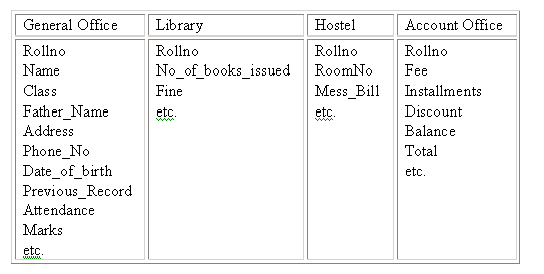 General Office
Library
Hostel
Account Office
Rollno
Name
Class
Father_Name
Address
Phone_No
Date_of_birth
Previous_Record
Attendance
Marks
etc.
Rollno
No_of_books_issued
Fine
etc.
Rollno
RoomNo
Mess_Bill
etc.
Rollno
Fee
Installments
Discount
Balance
Total
etc.